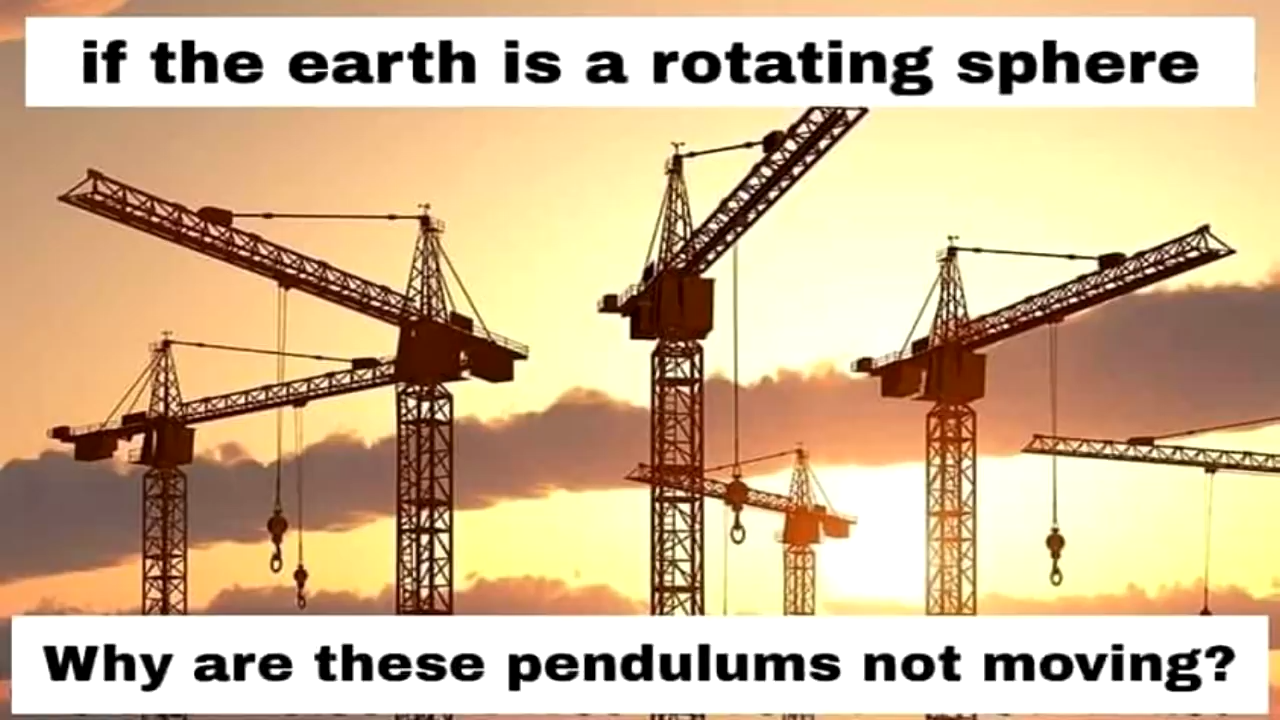 if the earth is a rotating sphere
Why are these pendulums not moving?